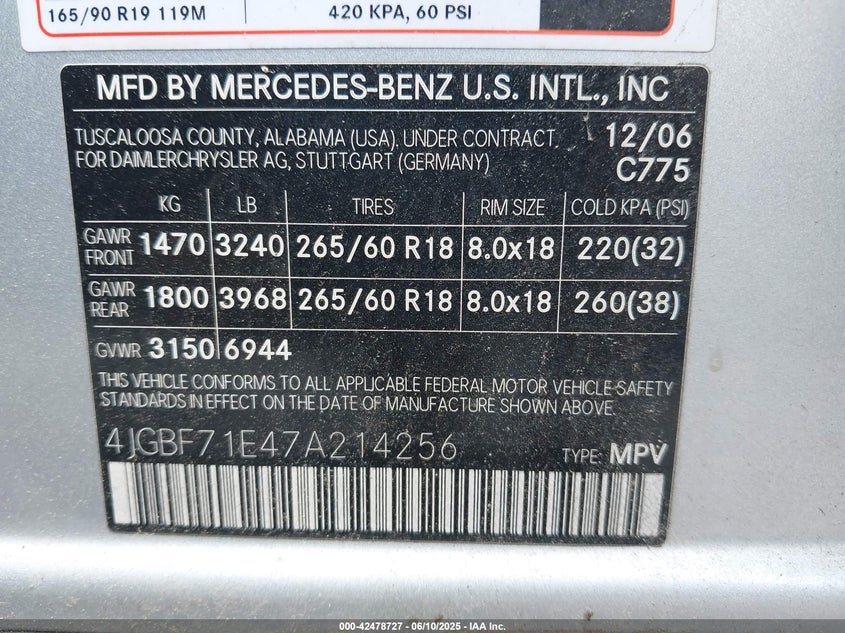 165/90 R19 119M 420 KPA, 60 PSI
MFD BY MERCEDES-BENZ U.S. INTL., INC
TUSCALOOSA COUNTY, ALABAMA (USA). UNDER CONTRACT. 12/06
FOR DAIMLERCHRYSLER AG, STUTTGART (GERMANY) C775
KG LB TIRES RIM SIZE COLD KPA (PSI)
GAWR FRONT 1470 3240 265/60 R18 8.0x18 220(32)
GAWR REAR 1800 3968 265/60 R18 8.0x18 260(38)
GVWR 3150 6944
THIS VEHICLE CONFORMS TO ALL APPLICABLE FEDERAL MOTOR VEHICLE SAFETY
STANDARDS IN EFFECT ON THE DATE OF MANUFACTURE SHOWN ABOVE.
4JGBF71E47A214256 TYPE: MPV
000-42478727 - 06/10/2025 - IAA Inc.